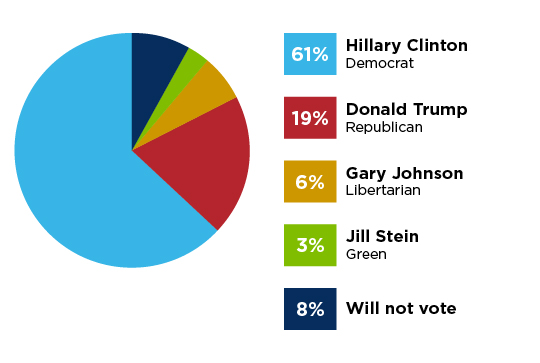 61%
Hillary Clinton
Democrat
19%
Donald Trump
Republican
6%
Gary Johnson
Libertarian
3%
Jill Stein
Green
8%
Will not vote